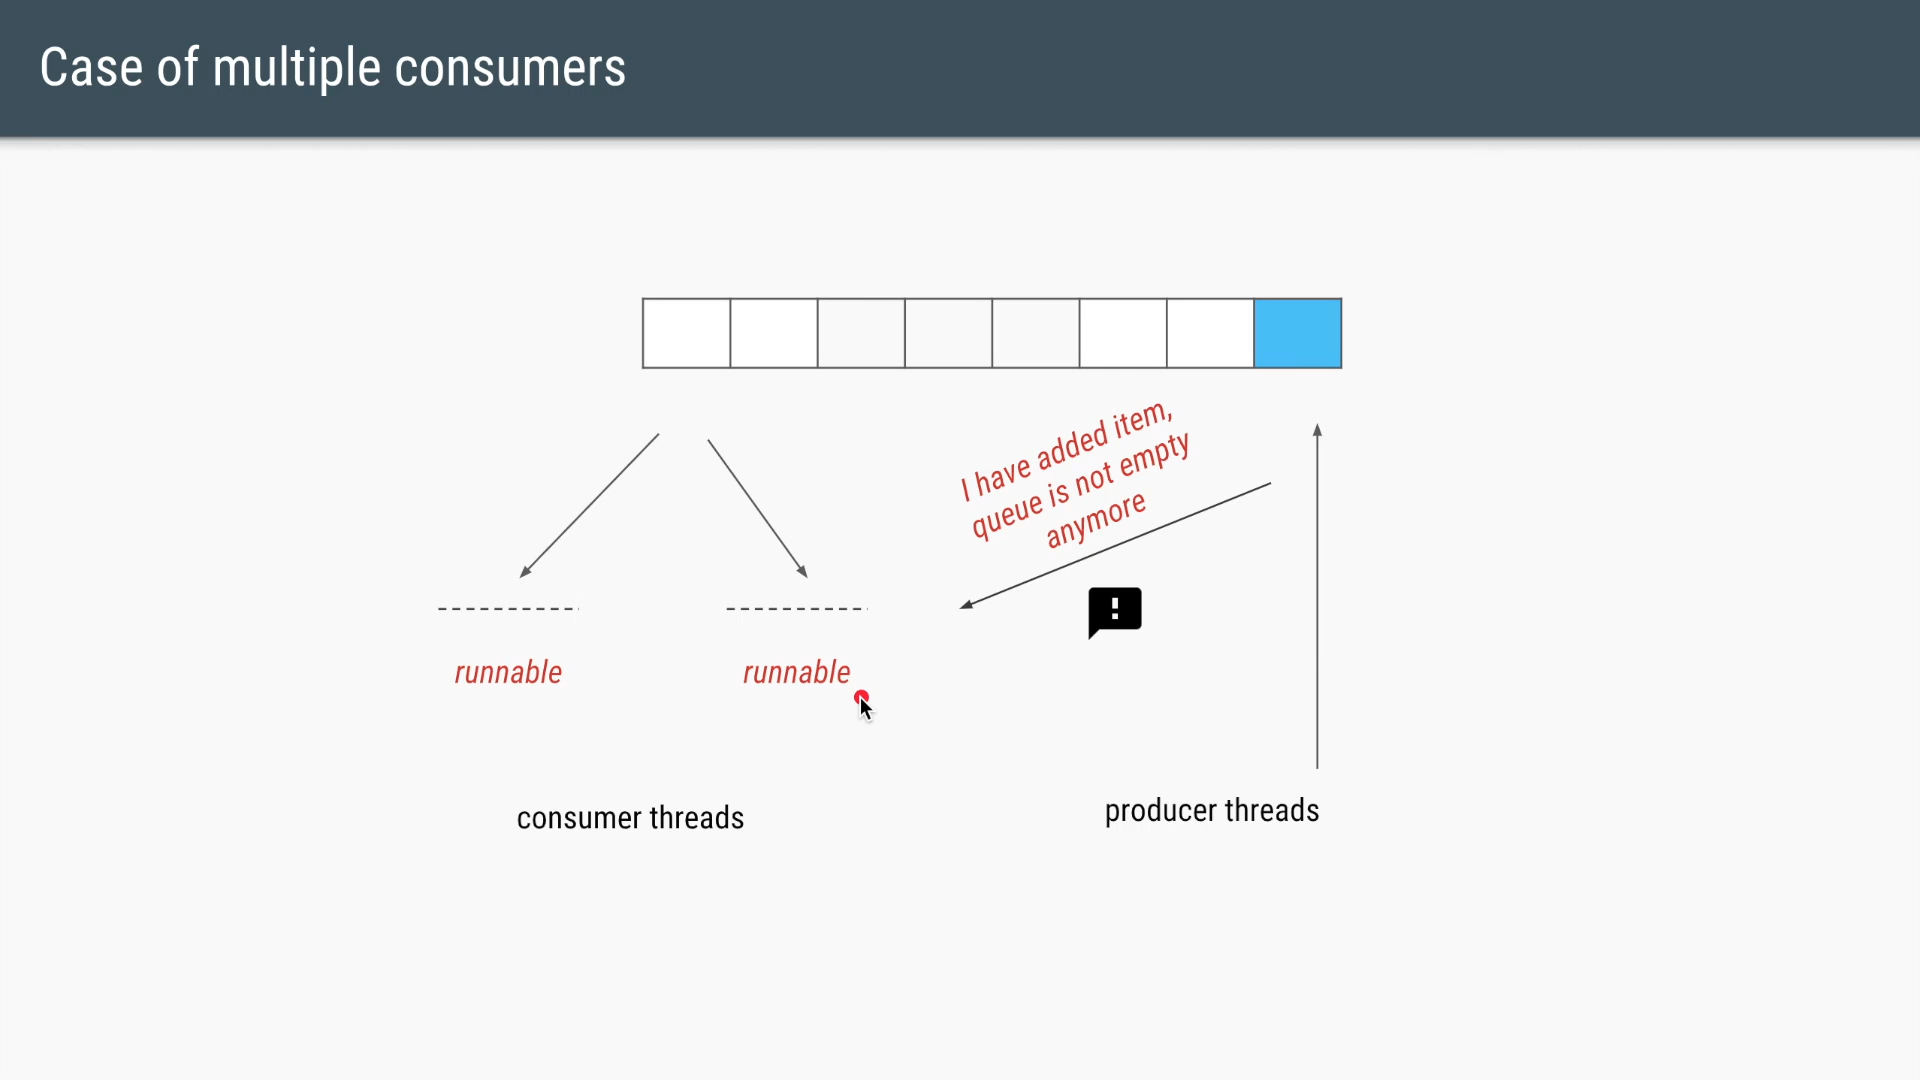 Case of multiple consumers
I have added item,
queue is not empty
anymore
!
runnable
runnable
consumer threads
producer threads